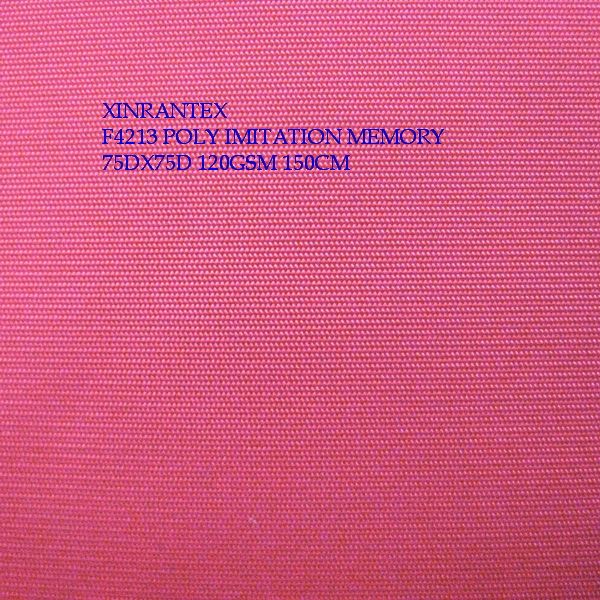 XINRANTEX
F4213 POLY IMITATION MEMORY
75DX75D 120GSM 150CM